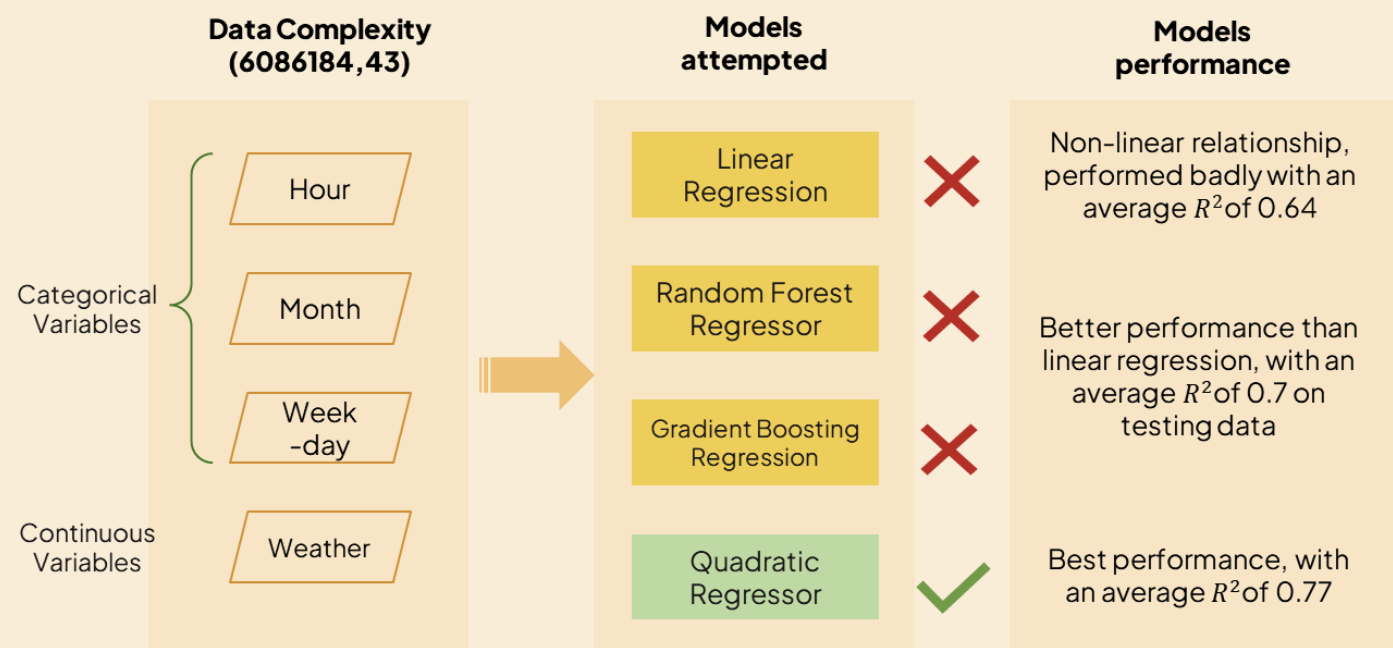 Data Complexity
(6086184,43)
Categorical
Variables
Hour
Month
Week
-day
Continuous
Variables
Weather
Models
attempted
Linear
Regression
Random Forest
Regressor
Gradient Boosting
Regression
Quadratic
Regressor
Models
performance
Non-linear relationship,
performed badly with an
average R² of 0.64
Better performance than
linear regression, with an
average R² of 0.7 on
testing data
Best performance, with
an average R² of 0.77